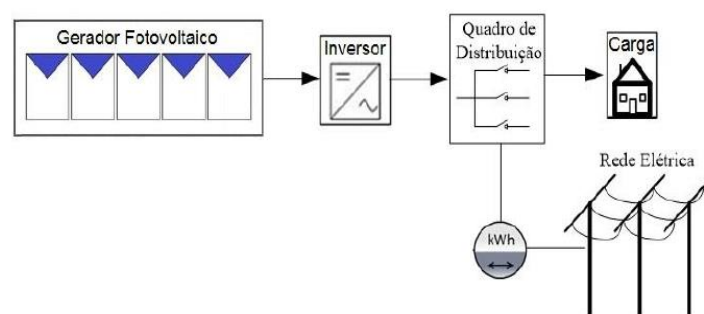 Gerador Fotovoltaico
Inversor
Quadro de
Distribuição
Carga
Rede Elétrica
kWh